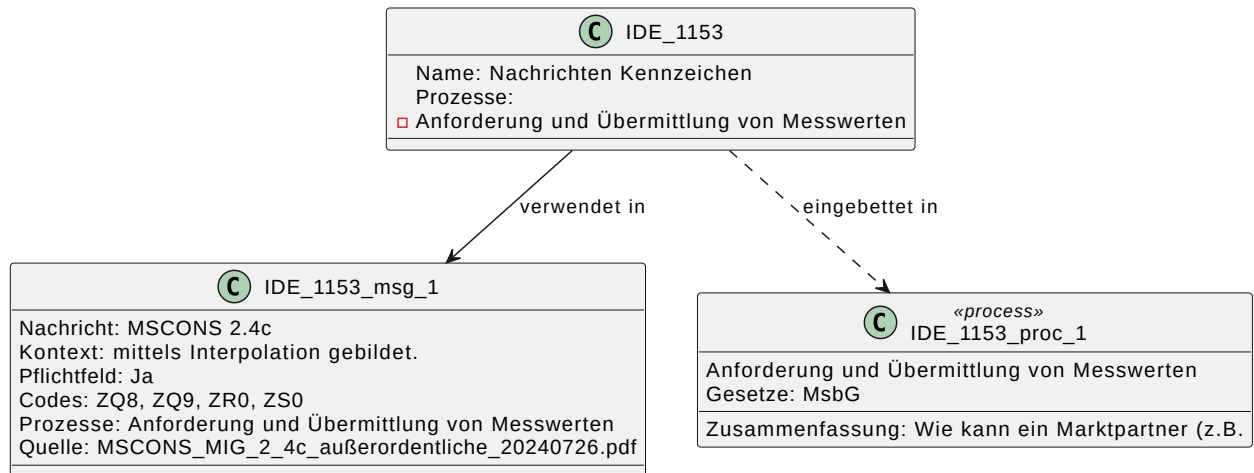 C IDE_1153
Name: Nachrichten Kennzeichen
Prozesse:
Anforderung und Übermittlung von Messwerten
verwendet in
eingebettet in
C IDE_1153_msg_1
Nachricht: MSCONS 2.4c
Kontext: mittels Interpolation gebildet.
Pflichtfeld: Ja
Codes: ZQ8, ZQ9, ZR0, ZS0
Prozesse: Anforderung und Übermittlung von Messwerten
Quelle: MSCONS_MIG_2_4c_außerordentliche_20240726.pdf
C «process»
IDE_1153_proc_1
Anforderung und Übermittlung von Messwerten
Gesetze: MsbG
Zusammenfassung: Wie kann ein Marktpartner (z.B.